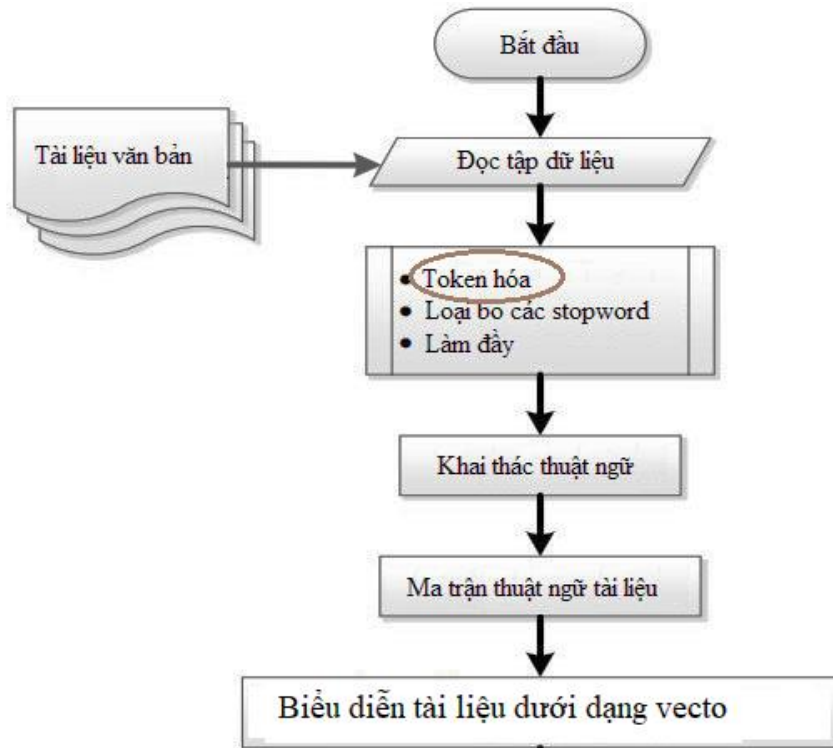 Bắt đầu
Tài liệu văn bản
Đọc tập dữ liệu
• Token hóa
• Loại bỏ các stopword
• Làm đầy
Khai thác thuật ngữ
Ma trận thuật ngữ tài liệu
Biểu diễn tài liệu dưới dạng vecto